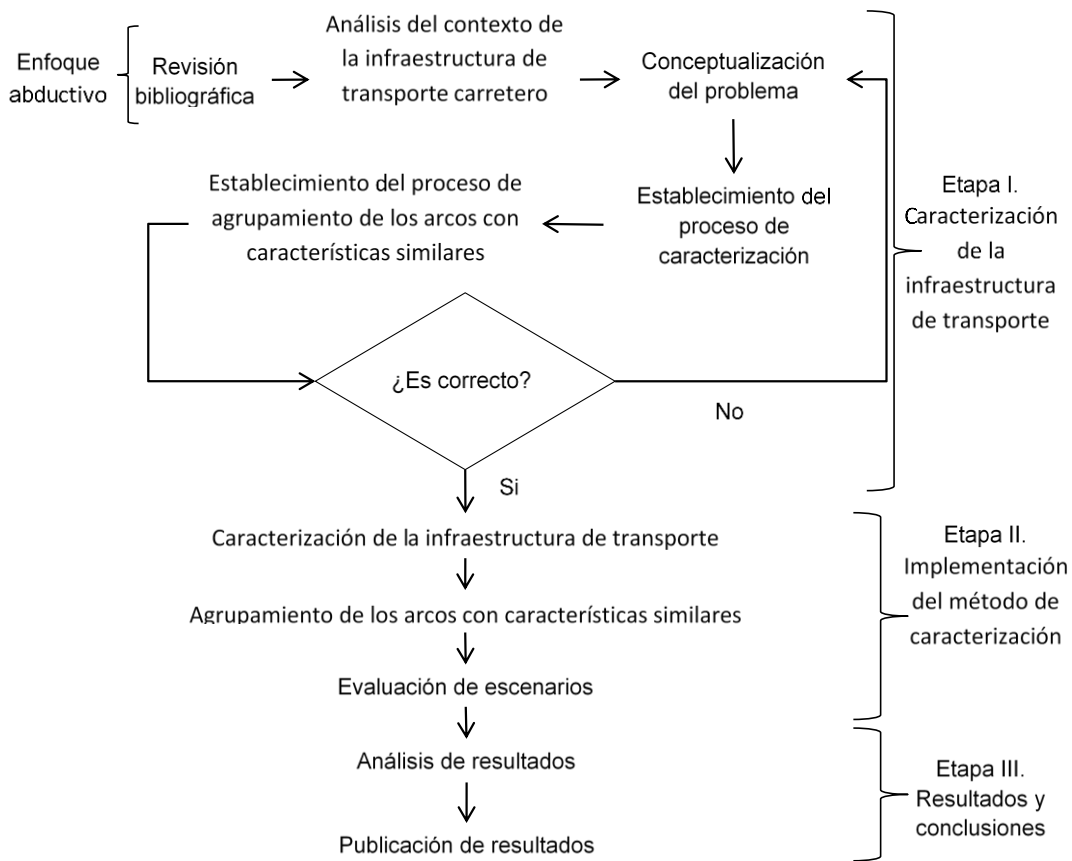 Enfoque
abductivo
Revisión
bibliográfica
Análisis del contexto de
la infraestructura de
transporte carretero
Conceptualización
del problema
Establecimiento del
proceso de
caracterización
Establecimiento del proceso de
agrupamiento de los arcos con
características similares
¿Es correcto?
No
Si
Etapa I.
Caracterización
de la
infraestructura
de transporte
Caracterización de la infraestructura de transporte
Agrupamiento de los arcos con características similares
Evaluación de escenarios
Etapa II.
Implementación
del método de
caracterización
Análisis de resultados
Publicación de resultados
Etapa III.
Resultados y
conclusiones